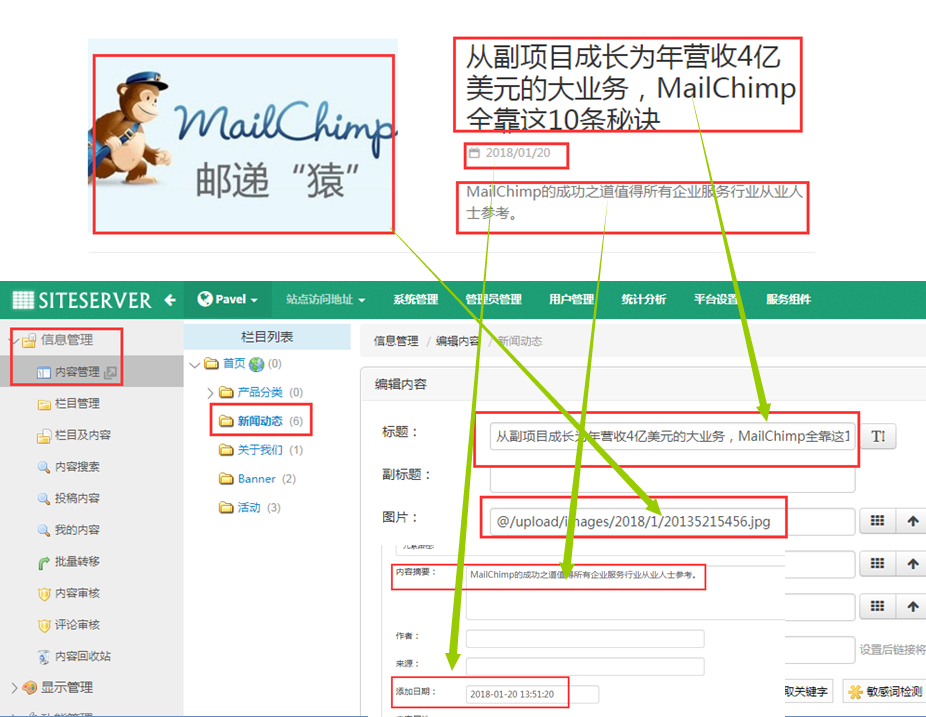 MailChimp
邮递“猿”
从副项目成长为年营收4亿
美元的大业务，MailChimp
全靠这10条秘诀
2018/01/20
MailChimp的成功之道值得所有企业服务行业从业人
士参考。
SITESERVER Pavel 站点访问地址 系统管理 管理员管理 用户管理 统计分析 平台设置 服务组件
信息管理
内容管理
栏目管理
栏目及内容
内容搜索
投稿内容
我的内容
批量转移
内容审核
评论审核
内容回收站
显示管理
功能管理
栏目列表
首页 (0)
产品分类 (0)
新闻动态 (6)
关于我们 (1)
Banner (2)
活动 (3)
信息管理 / 编辑内容 / 新闻动态
编辑内容
标题： 从副项目成长为年营收4亿美元的大业务，MailChimp全靠这1 T!
副标题：
图片： @/upload/images/2018/1/20135215456.jpg
内容摘要： MailChimp的成功之道值得所有企业服务行业从业人士参考。
作者：
来源： 设置后链接将
添加日期： 2018-01-20 13:51:20 取关键字 敏感词检测